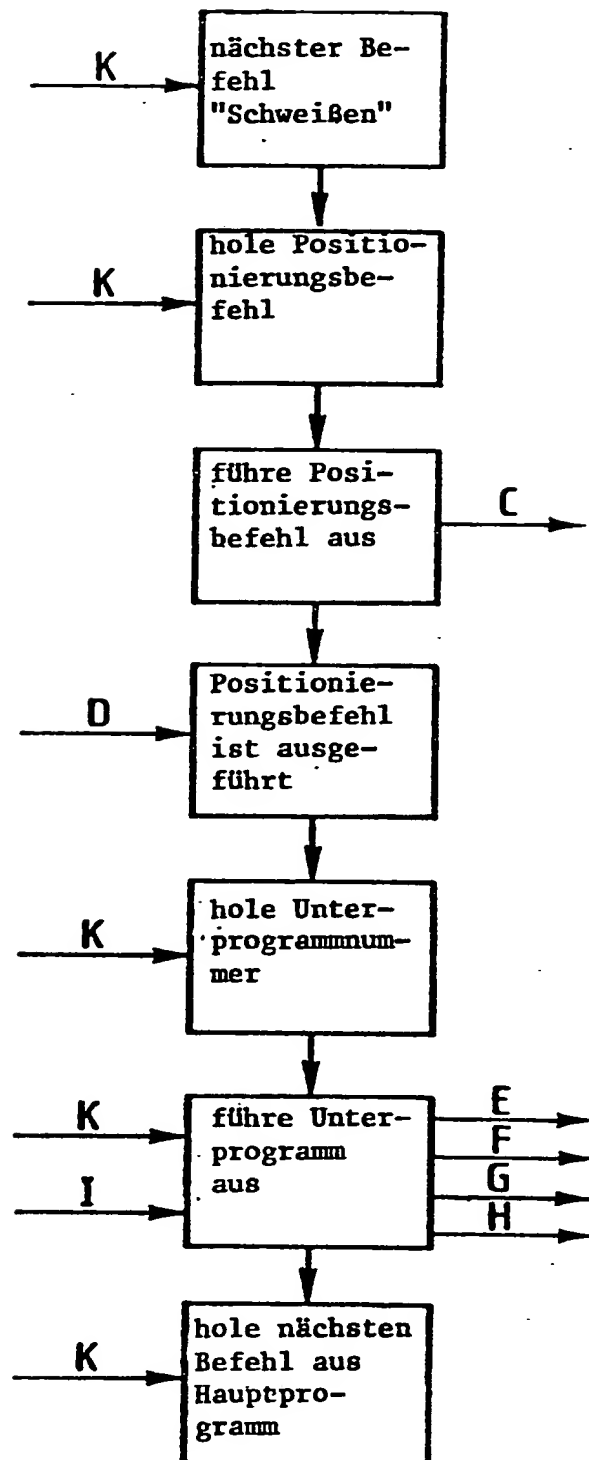 K
nächster Be-
fehl
"Schweißen"
K
hole Positio-
nierungsbe-
fehl
führe Posi-
tionierungs-
befehl aus
C
D
Positionie-
rungsbefehl
ist ausge-
führt
K
hole Unter-
programmnum-
mer
K
I
führe Unter-
programm
aus
E
F
G
H
K
hole nächsten
Befehl aus
Hauptpro-
gramm